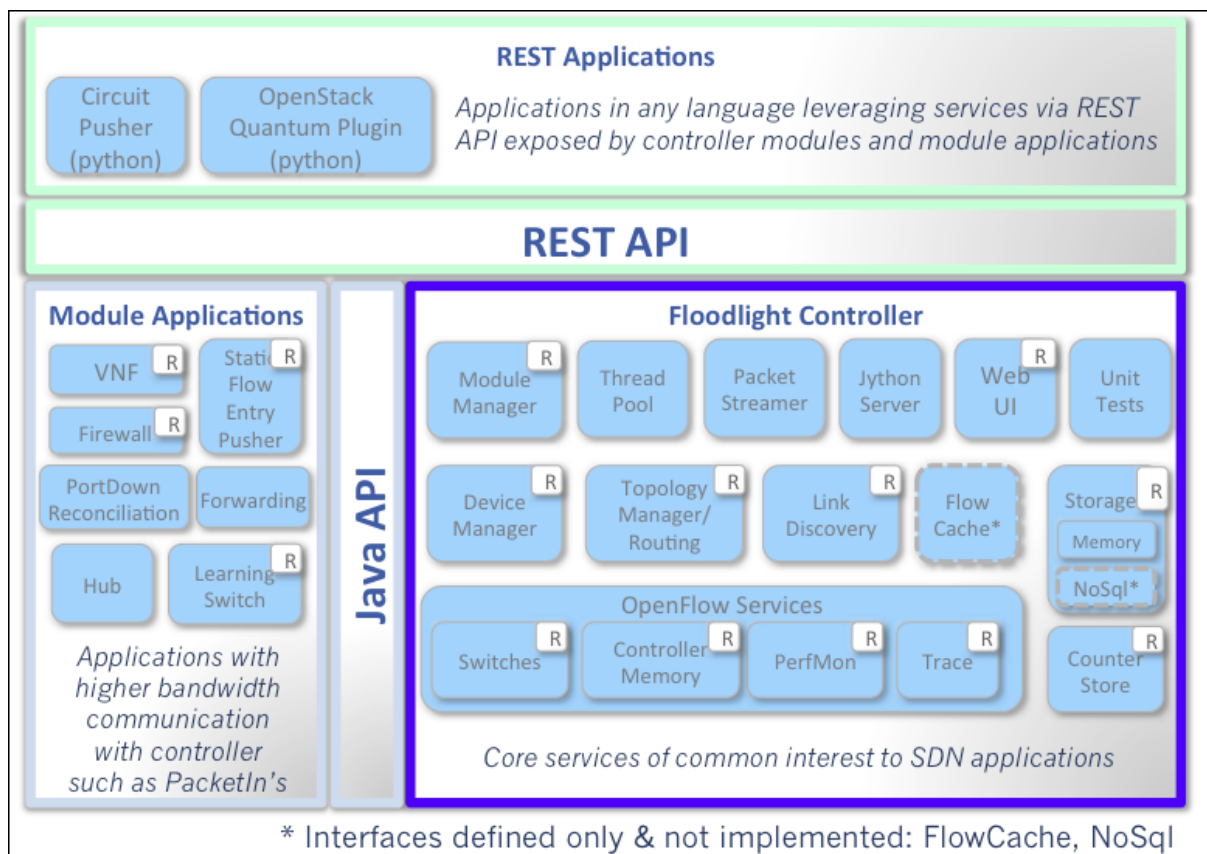 REST Applications
Circuit
Pusher
(python)
OpenStack
Quantum Plugin
(python)
Applications in any language leveraging services via REST
API exposed by controller modules and module applications
REST API
Module Applications
VNF
R
Static
Flow
Entry
Pusher
R
Firewall
R
PortDown
Reconciliation
Forwarding
Hub
Learning
Switch
R
Applications with
higher bandwidth
communication
with controller
such as PacketIn's
Java API
Floodlight Controller
Module
Manager
R
Thread
Pool
Packet
Streamer
Jython
Server
Web
UI
R
Unit
Tests
Device
Manager
R
Topology
Manager/
Routing
R
Link
Discovery
R
Flow
Cache*
Storage
R
Memory
NoSql*
OpenFlow Services
Switches
R
Controller
Memory
R
PerfMon
R
Trace
R
Counter
Store
R
Core services of common interest to SDN applications
* Interfaces defined only & not implemented: FlowCache, NoSql